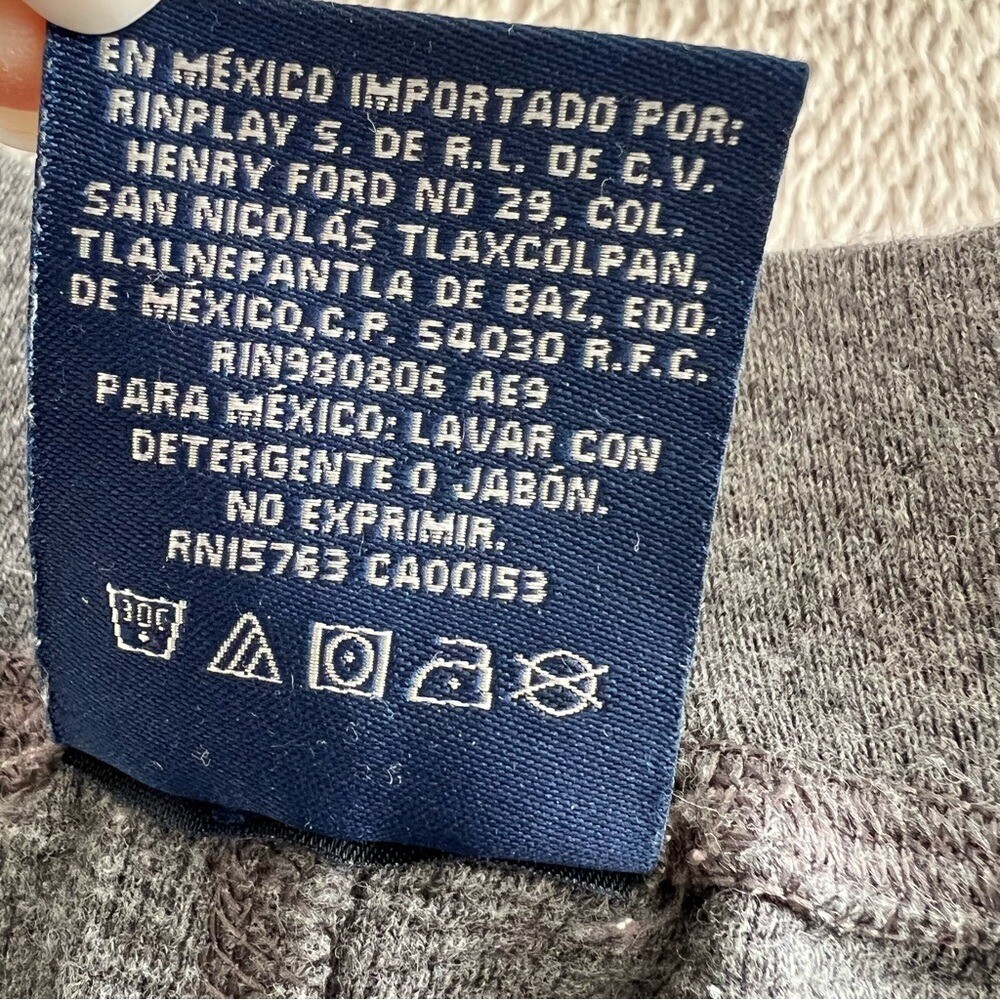 EN MÉXICO IMPORTADO POR:
RINPLAY S. DE R.L. DE C.V.
HENRY FORD NO 29, COL.
SAN NICOLÁS TLAXCOLPAN,
TLALNEPANTLA DE BAZ, EDO.
DE MÉXICO,C.P. 54030 R.F.C.
RIN980806 AE9
PARA MÉXICO: LAVAR CON
DETERGENTE O JABÓN.
NO EXPRIMIR.
RN15763 CA00153
30C